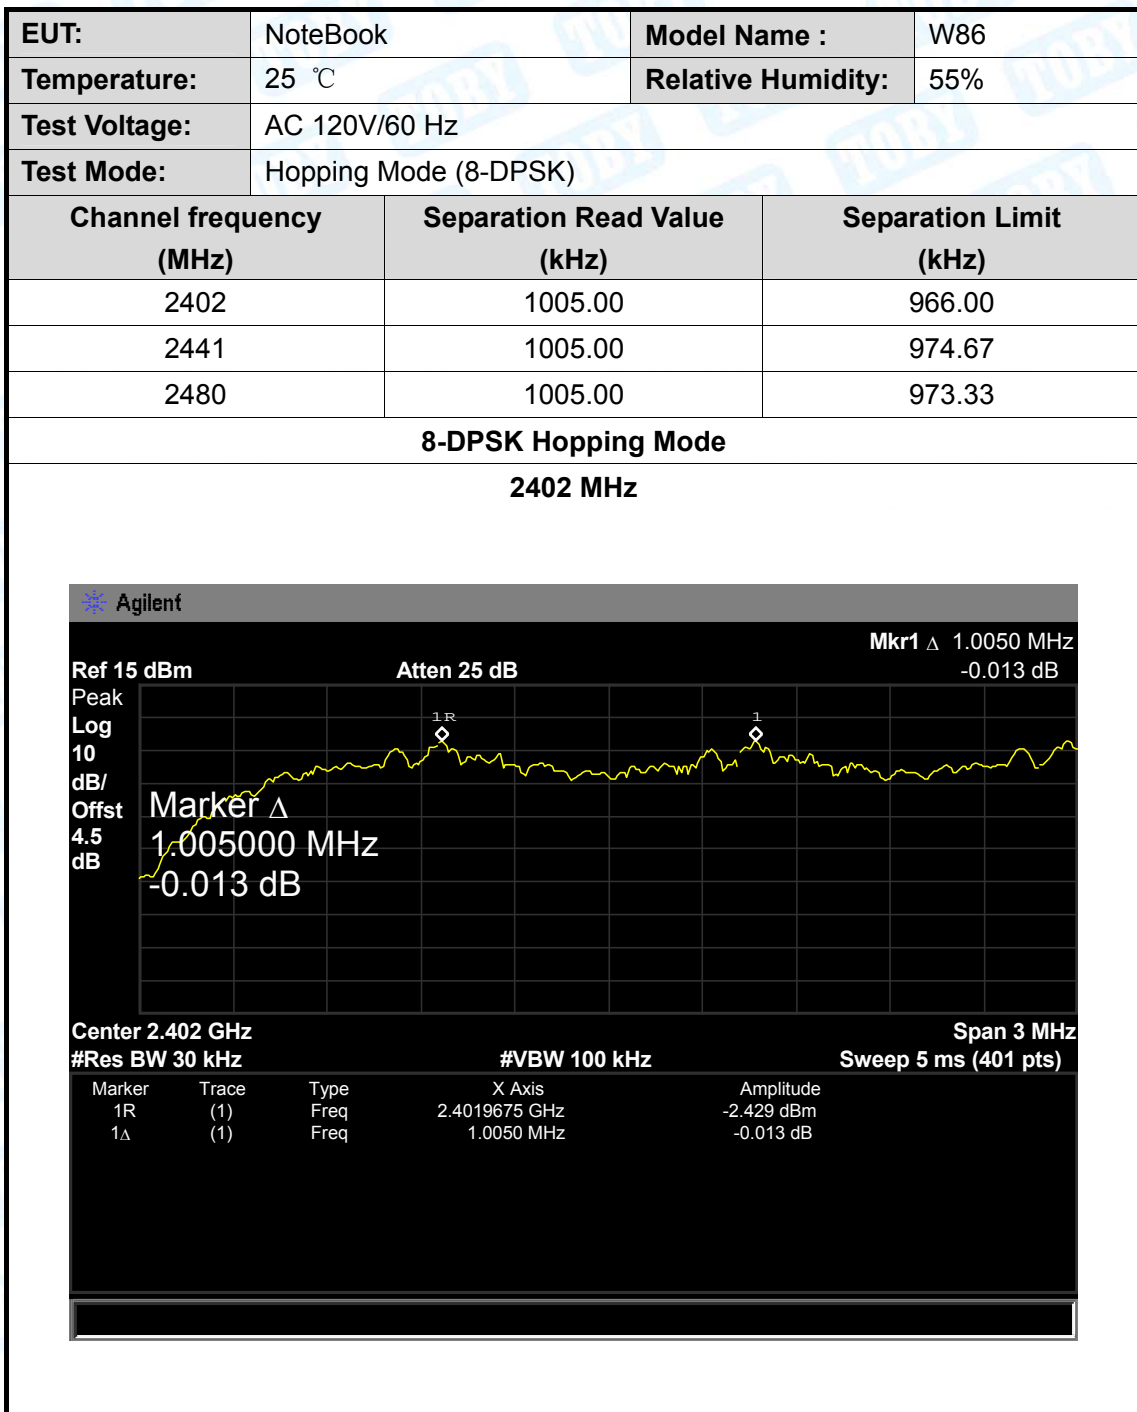 EUT: NoteBook Model Name : W86
Temperature: 25 ℃ Relative Humidity: 55%
Test Voltage: AC 120V/60 Hz
Test Mode: Hopping Mode (8-DPSK)
Channel frequency Separation Read Value Separation Limit
(MHz) (kHz) (kHz)
2402 1005.00 966.00
2441 1005.00 974.67
2480 1005.00 973.33
8-DPSK Hopping Mode
2402 MHz
Agilent
Mkr1 Δ 1.0050 MHz
Ref 15 dBm Atten 25 dB -0.013 dB
Peak
Log
10
dB/
Offst
4.5
dB
1R 1
Marker Δ
1.005000 MHz
-0.013 dB
Center 2.402 GHz Span 3 MHz
#Res BW 30 kHz #VBW 100 kHz Sweep 5 ms (401 pts)
Marker Trace Type X Axis Amplitude
1R (1) Freq 2.4019675 GHz -2.429 dBm
1Δ (1) Freq 1.0050 MHz -0.013 dB
TOBY